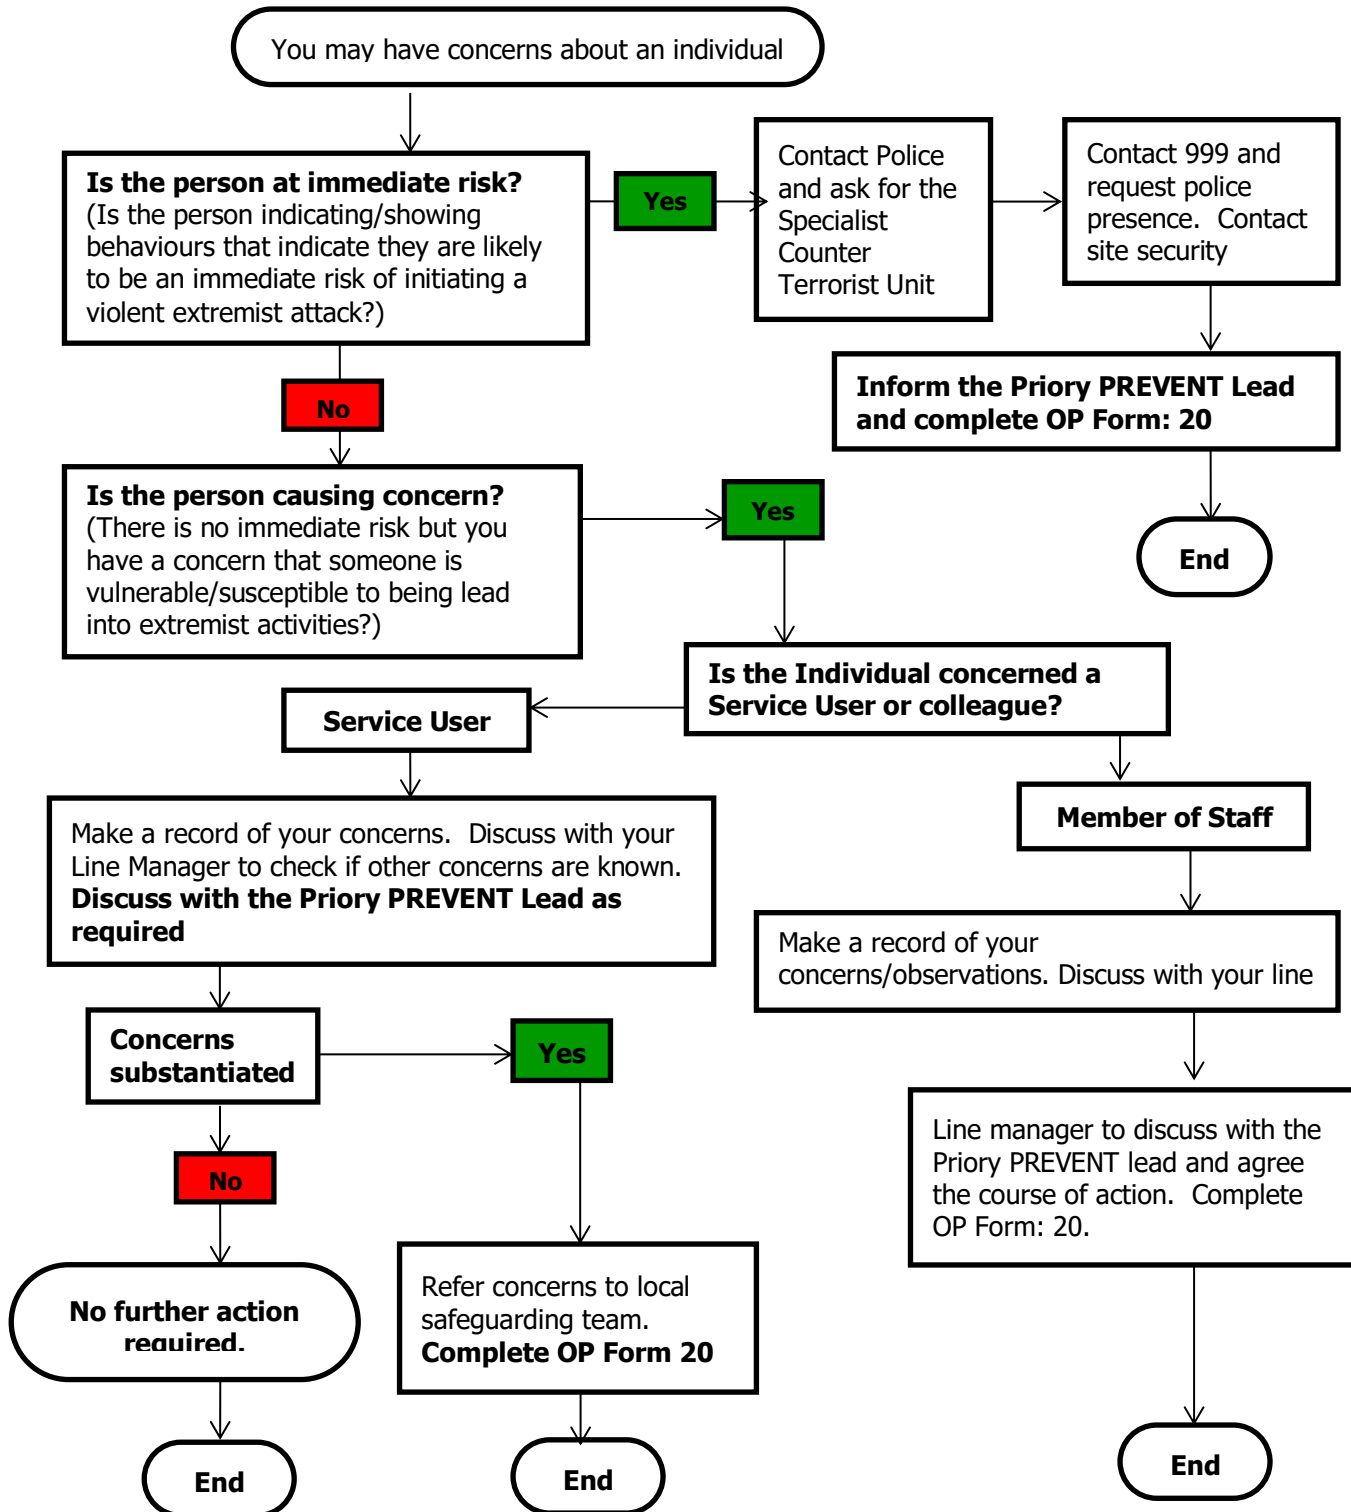 You may have concerns about an individual
Is the person at immediate risk?
(Is the person indicating/showing
behaviours that indicate they are likely
to be an immediate risk of initiating a
violent extremist attack?)
Yes
Contact Police
and ask for the
Specialist
Counter
Terrorist Unit
Contact 999 and
request police
presence.  Contact
site security
Inform the Priory PREVENT Lead
and complete OP Form: 20
End
No
Is the person causing concern?
(There is no immediate risk but you
have a concern that someone is
vulnerable/susceptible to being lead
into extremist activities?)
Yes
Is the Individual concerned a
Service User or colleague?
Service User
Make a record of your concerns.  Discuss with your
Line Manager to check if other concerns are known.
Discuss with the Priory PREVENT Lead as
required
Concerns
substantiated
Yes
No
No further action
required.
End
Refer concerns to local
safeguarding team.
Complete OP Form 20
End
Member of Staff
Make a record of your
concerns/observations. Discuss with your line
Line manager to discuss with the
Priory PREVENT lead and agree
the course of action.  Complete
OP Form: 20.
End